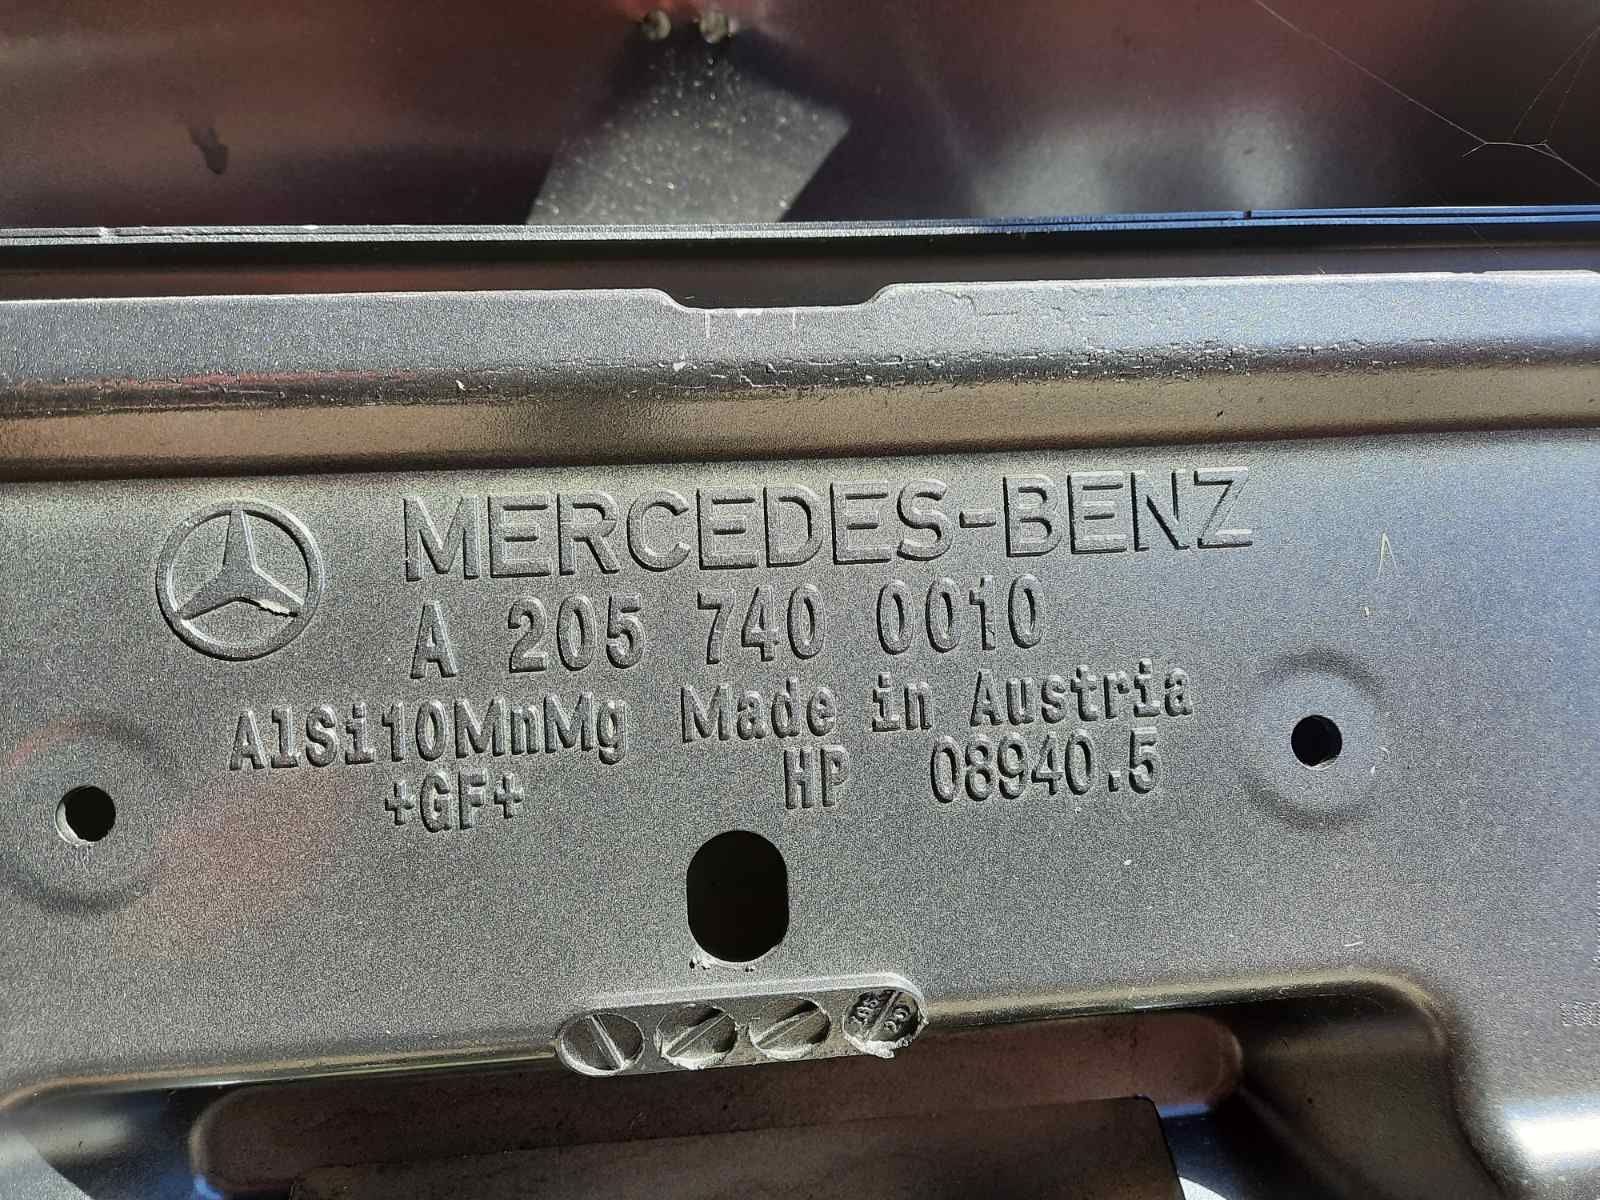 MERCEDES-BENZ
A 205 740 0010
AlSi10MnMg Made in Austria
+GF+ HP 08940.5